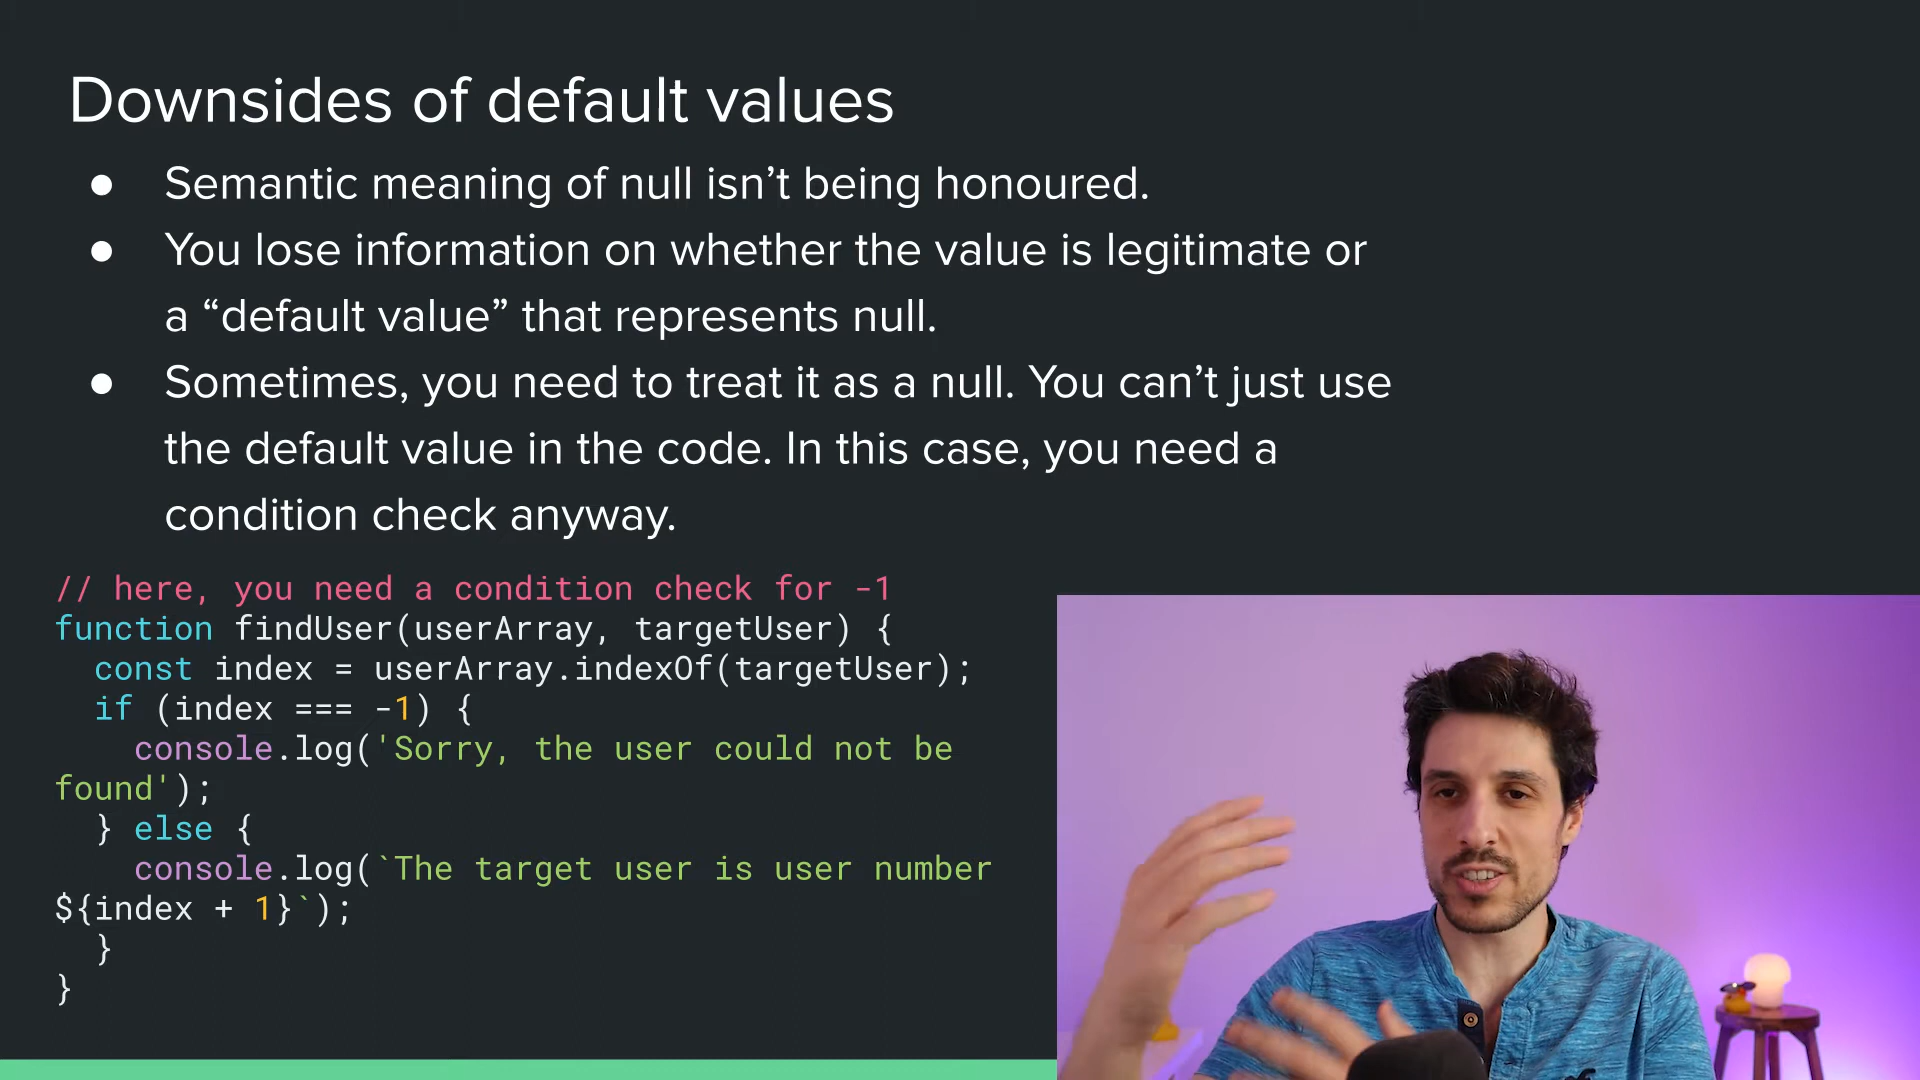 Downsides of default values
● Semantic meaning of null isn’t being honoured.
● You lose information on whether the value is legitimate or
a “default value” that represents null.
● Sometimes, you need to treat it as a null. You can’t just use
the default value in the code. In this case, you need a
condition check anyway.
// here, you need a condition check for -1
function findUser(userArray, targetUser) {
  const index = userArray.indexOf(targetUser);
  if (index === -1) {
    console.log('Sorry, the user could not be
found');
  } else {
    console.log(`The target user is user number
${index + 1}`);
  }
}